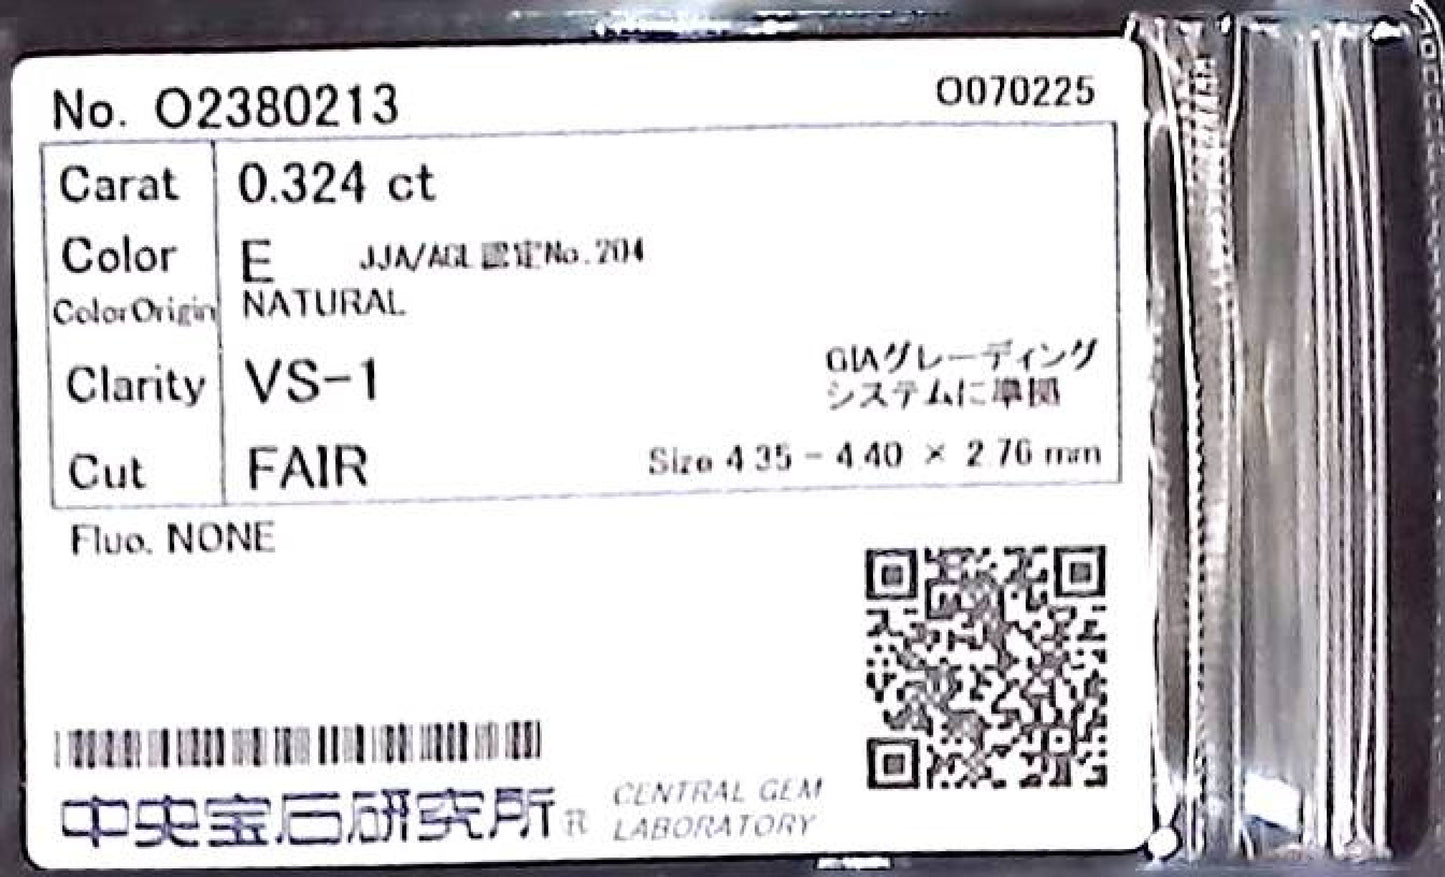 No. O2380213
O070225
Carat 0.324 ct
Color E JJA/AGL 認定No.204
ColorOrigin NATURAL
Clarity VS-1
GIAグレーディング
システムに準拠
Cut FAIR
Size 4.35 - 4.40 × 2.76 mm
Fluo. NONE
中央宝石研究所 R
CENTRAL GEM
LABORATORY